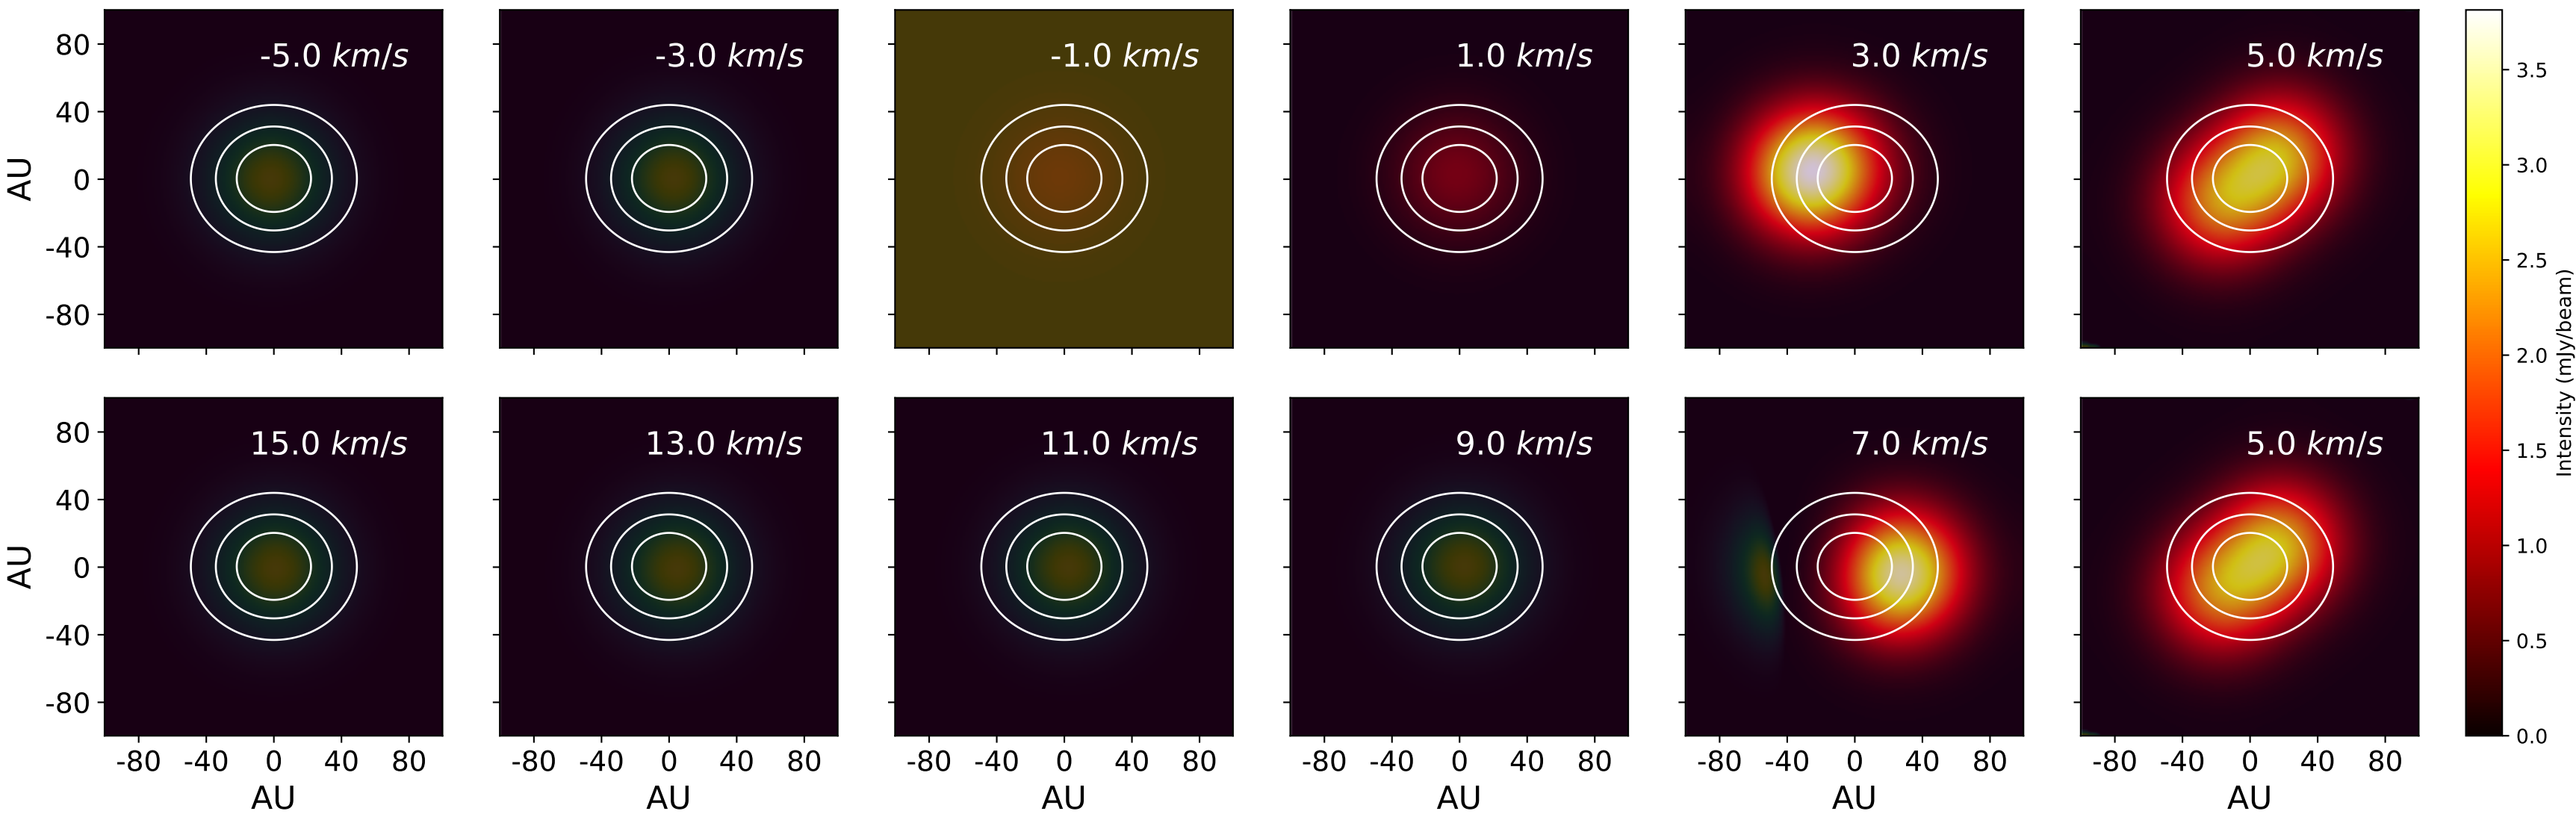 -5.0 km/s
-3.0 km/s
-1.0 km/s
1.0 km/s
3.0 km/s
5.0 km/s
80
40
0
-40
-80
AU
15.0 km/s
13.0 km/s
11.0 km/s
9.0 km/s
7.0 km/s
5.0 km/s
80
40
0
-40
-80
AU
-80 -40 0 40 80
-80 -40 0 40 80
-80 -40 0 40 80
-80 -40 0 40 80
-80 -40 0 40 80
-80 -40 0 40 80
AU
AU
AU
AU
AU
AU
3.5
3.0
2.5
2.0
1.5
1.0
0.5
0.0
Intensity (mJy/beam)